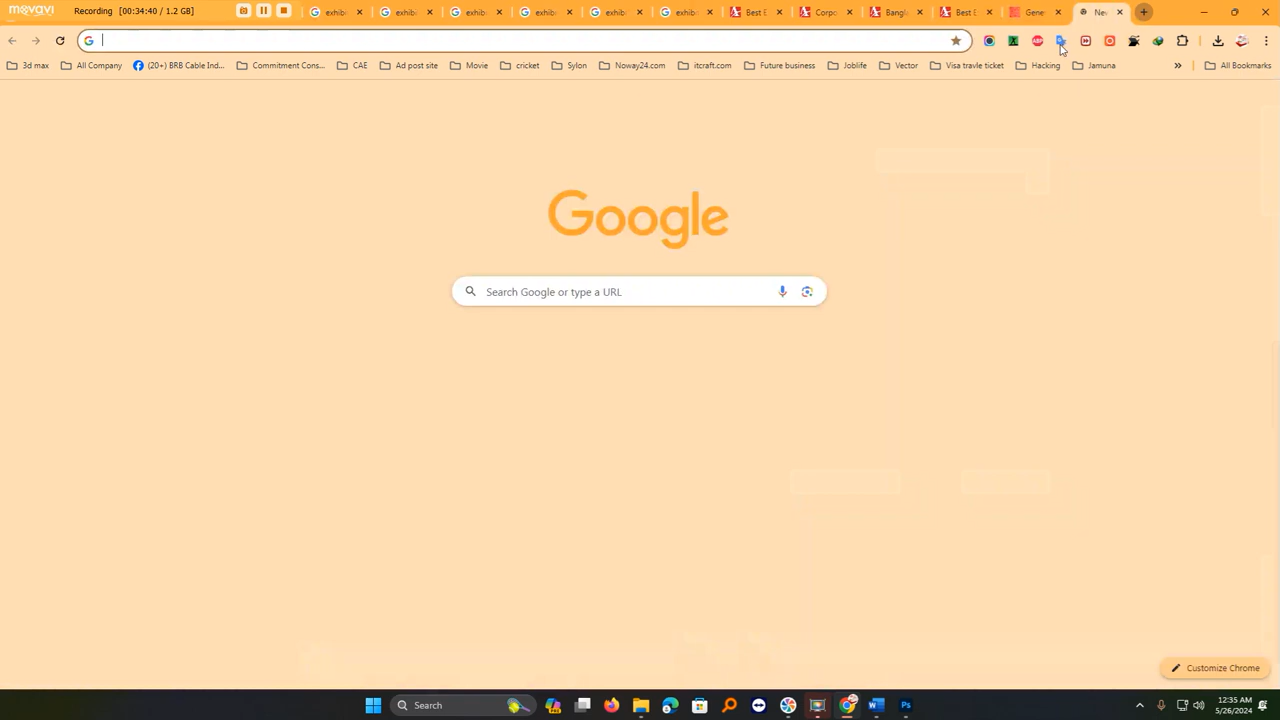 movavi Recording [00:34:40 / 1.2 GB] exhib exhib exhib exhib exhib exhib Best E Corpo Bangla Best E Gene Ne
3d max All Company (20+) BRB Cable Ind... Commitment Cons... CAE Ad post site Movie cricket Sylon Noway24.com itcraft.com Future business Joblife Vector Visa travle ticket Hacking Jamuna » All Bookmarks
Google
Search Google or type a URL
Customize Chrome
Search
12:35 AM
5/26/2024